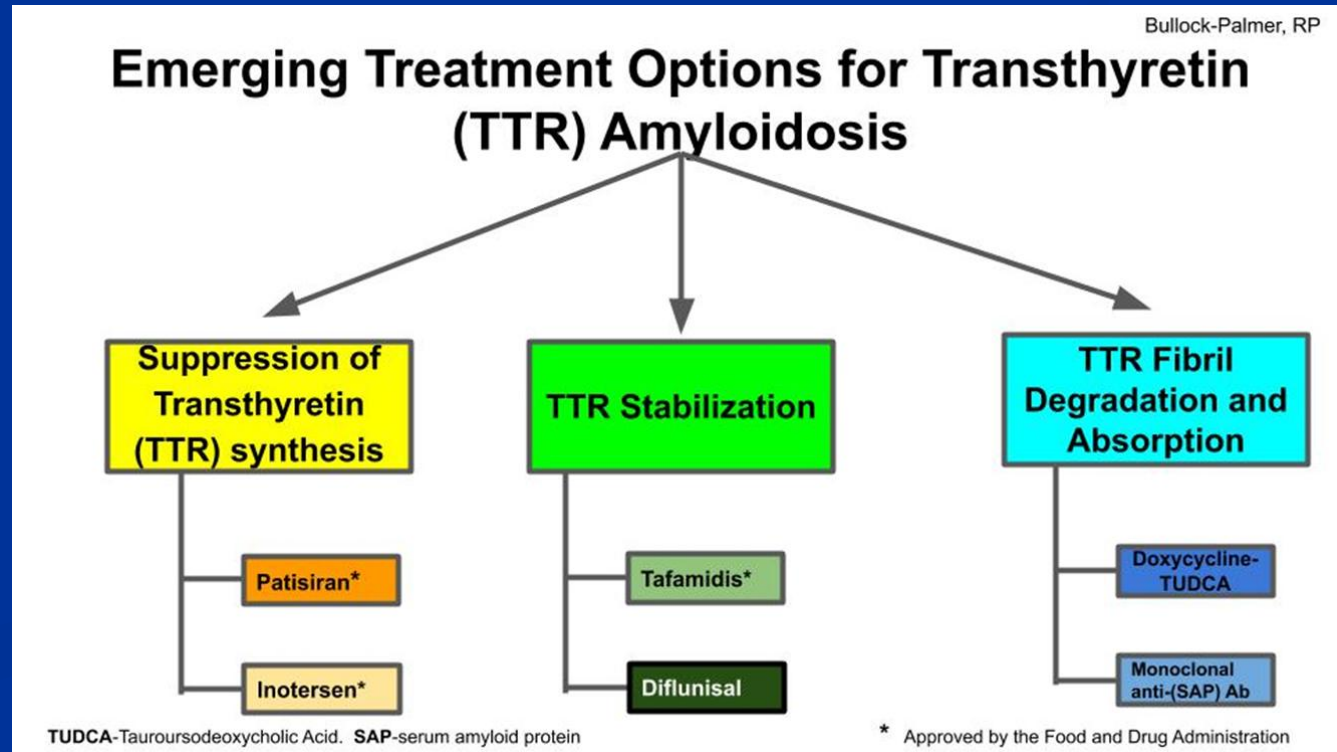 Bullock-Palmer, RP
Emerging Treatment Options for Transthyretin
(TTR) Amyloidosis
Suppression of
Transthyretin
(TTR) synthesis
Patisiran*
Inotersen*
TTR Stabilization
Tafamidis*
Diflunisal
TTR Fibril
Degradation and
Absorption
Doxycycline-
TUDCA
Monoclonal
anti-(SAP) Ab
TUDCA-Tauroursodeoxycholic Acid. SAP-serum amyloid protein
* Approved by the Food and Drug Administration